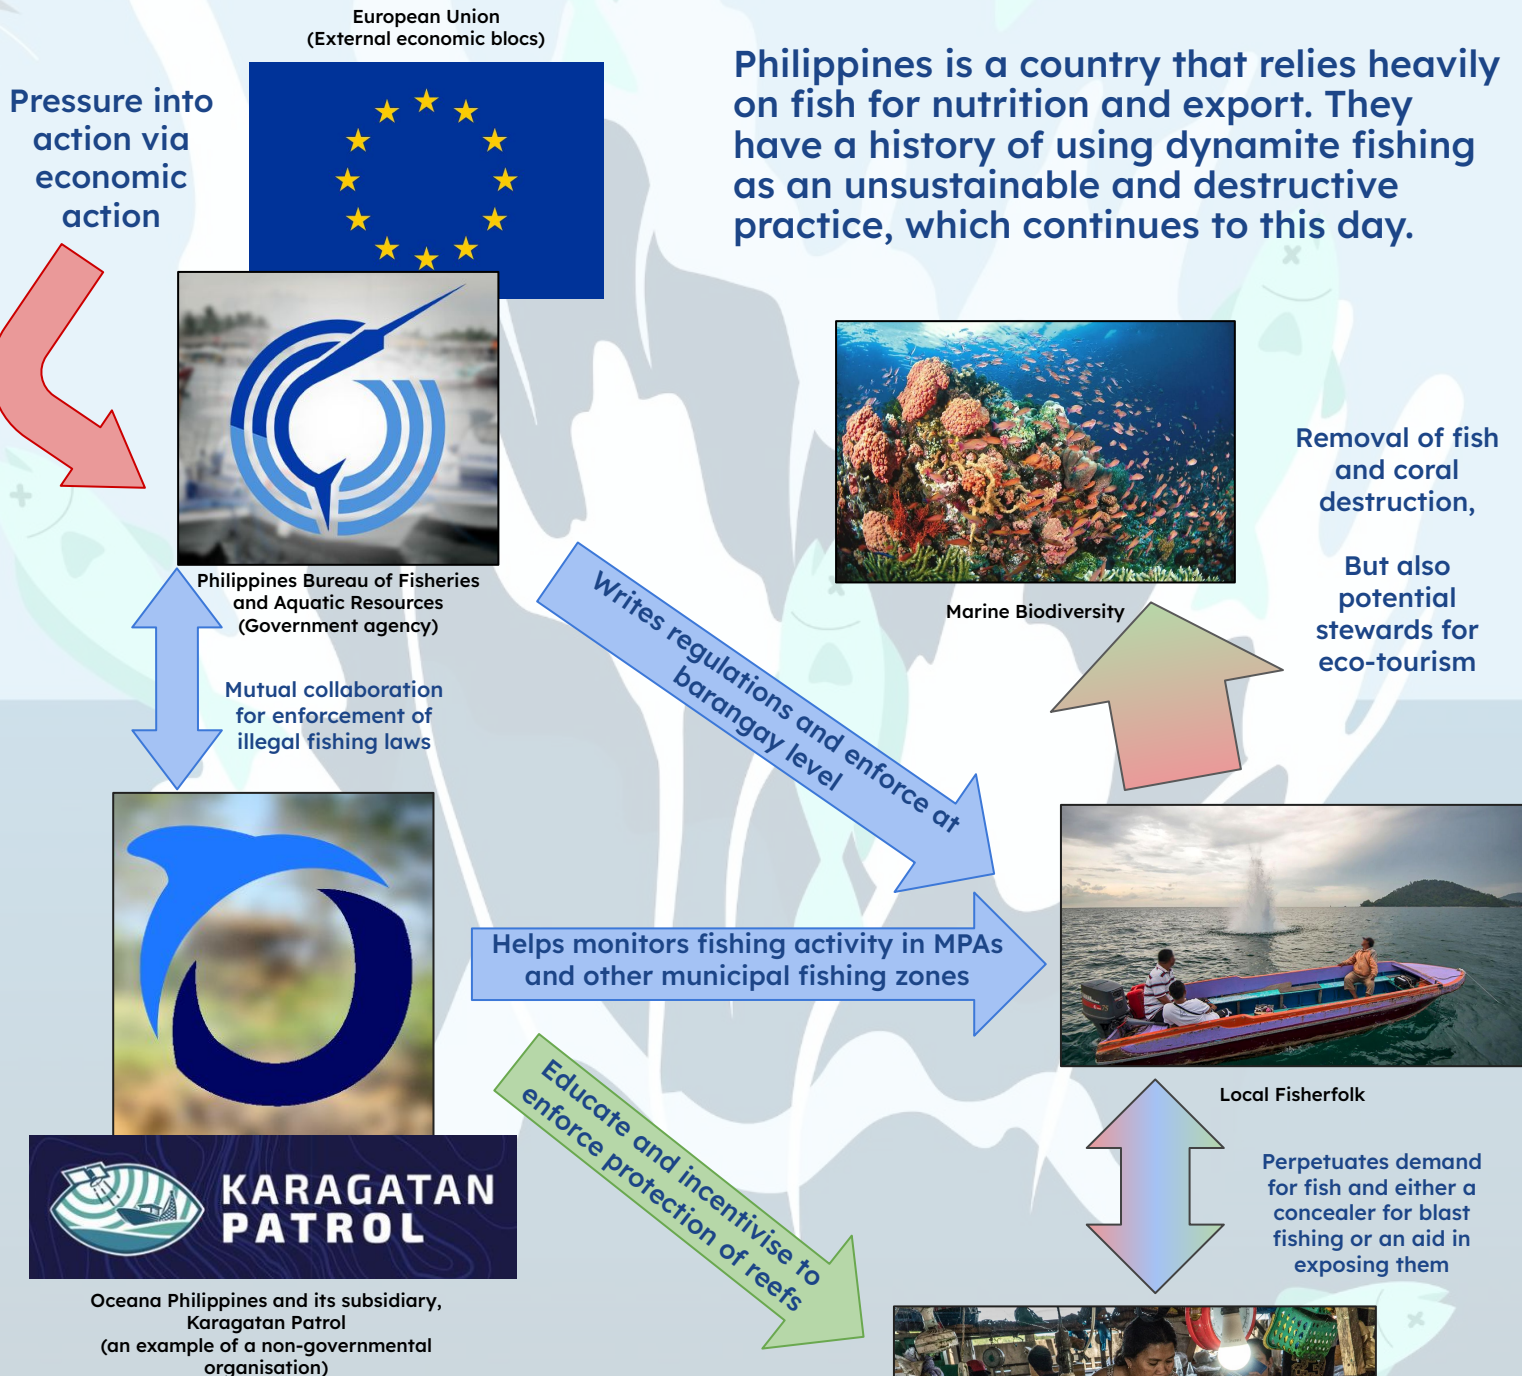 European Union
(External economic blocs)
Philippines is a country that relies heavily
on fish for nutrition and export. They
have a history of using dynamite fishing
as an unsustainable and destructive
practice, which continues to this day.
Pressure into
action via
economic
action
Philippines Bureau of Fisheries
and Aquatic Resources
(Government agency)
Mutual collaboration
for enforcement of
illegal fishing laws
Writes regulations and enforce at
barangay level
Marine Biodiversity
Removal of fish
and coral
destruction,
But also
potential
stewards for
eco-tourism
Helps monitors fishing activity in MPAs
and other municipal fishing zones
Local Fisherfolk
Educate and incentivise to
enforce protection of reefs
Perpetuates demand
for fish and either a
concealer for blast
fishing or an aid in
exposing them
KARAGATAN
PATROL
Oceana Philippines and its subsidiary,
Karagatan Patrol
(an example of a non-governmental
organisation)